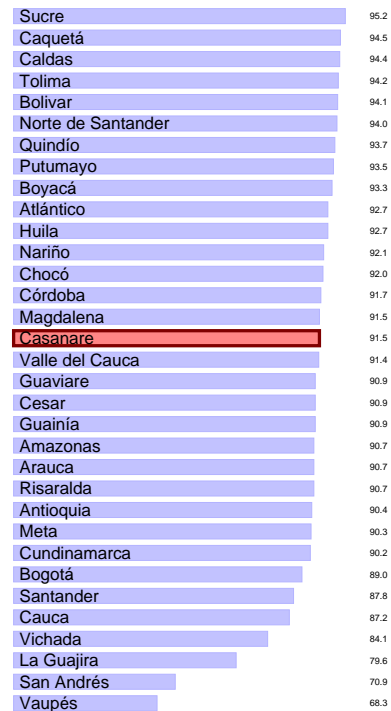 Sucre 95.2
Caquetá 94.5
Caldas 94.4
Tolima 94.2
Bolivar 94.1
Norte de Santander 94.0
Quindío 93.7
Putumayo 93.5
Boyacá 93.3
Atlántico 92.7
Huila 92.7
Nariño 92.1
Chocó 92.0
Córdoba 91.7
Magdalena 91.5
Casanare 91.5
Valle del Cauca 91.4
Guaviare 90.9
Cesar 90.9
Guainía 90.9
Amazonas 90.7
Arauca 90.7
Risaralda 90.7
Antioquia 90.4
Meta 90.3
Cundinamarca 90.2
Bogotá 89.0
Santander 87.8
Cauca 87.2
Vichada 84.1
La Guajira 79.6
San Andrés 70.9
Vaupés 68.3